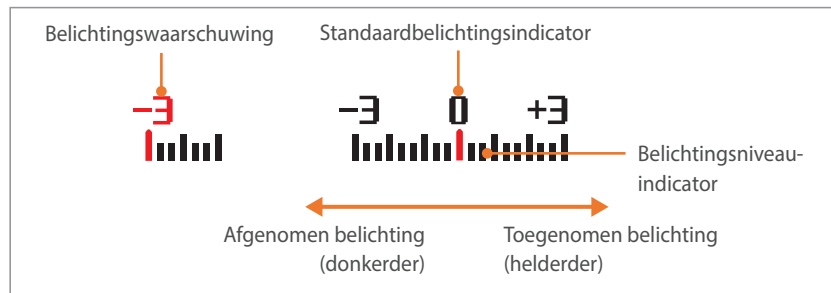 Belichtingswaarschuwing
Standaardbelichtingsindicator
-3
-3 0 +3
Belichtingsniveau-
indicator
Afgenomen belichting
(donkerder)
Toegenomen belichting
(helderder)